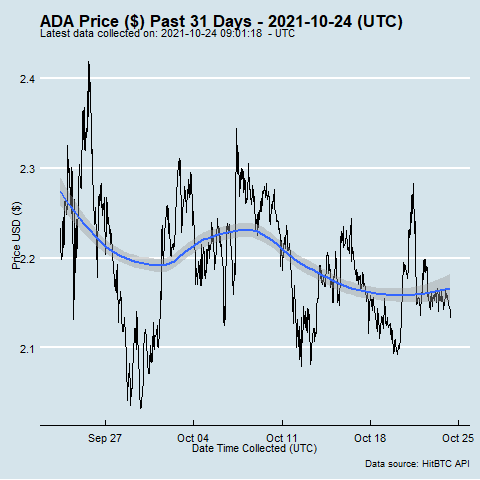 ADA Price ($) Past 31 Days - 2021-10-24 (UTC)
Latest data collected on: 2021-10-24 09:01:18 - UTC
Price USD ($)
2.4
2.3
2.2
2.1
Sep 27 Oct 04 Oct 11 Oct 18 Oct 25
Date Time Collected (UTC)
Data source: HitBTC API